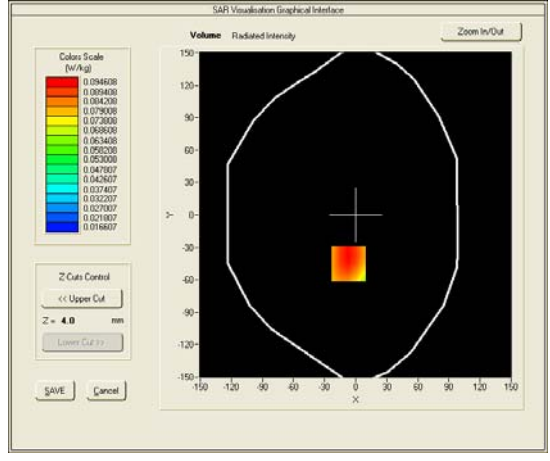 SAR Visualisation Graphical Interface
Volume Radiated Intensity
Zoom In/Out
Colors Scale
(W/kg)
0.094608
0.089408
0.084208
0.079008
0.073808
0.068608
0.063408
0.058208
0.053008
0.047807
0.042607
0.037407
0.032207
0.027007
0.021807
0.016607
Z Cuts Control
<< Upper Cut
Z = 4.0 mm
Lower Cut >>
SAVE
Cancel
150
120
90
60
30
0
-30
-60
-90
-120
-150
Y
-150 -120 -90 -60 -30 0 30 60 90 120 150
X